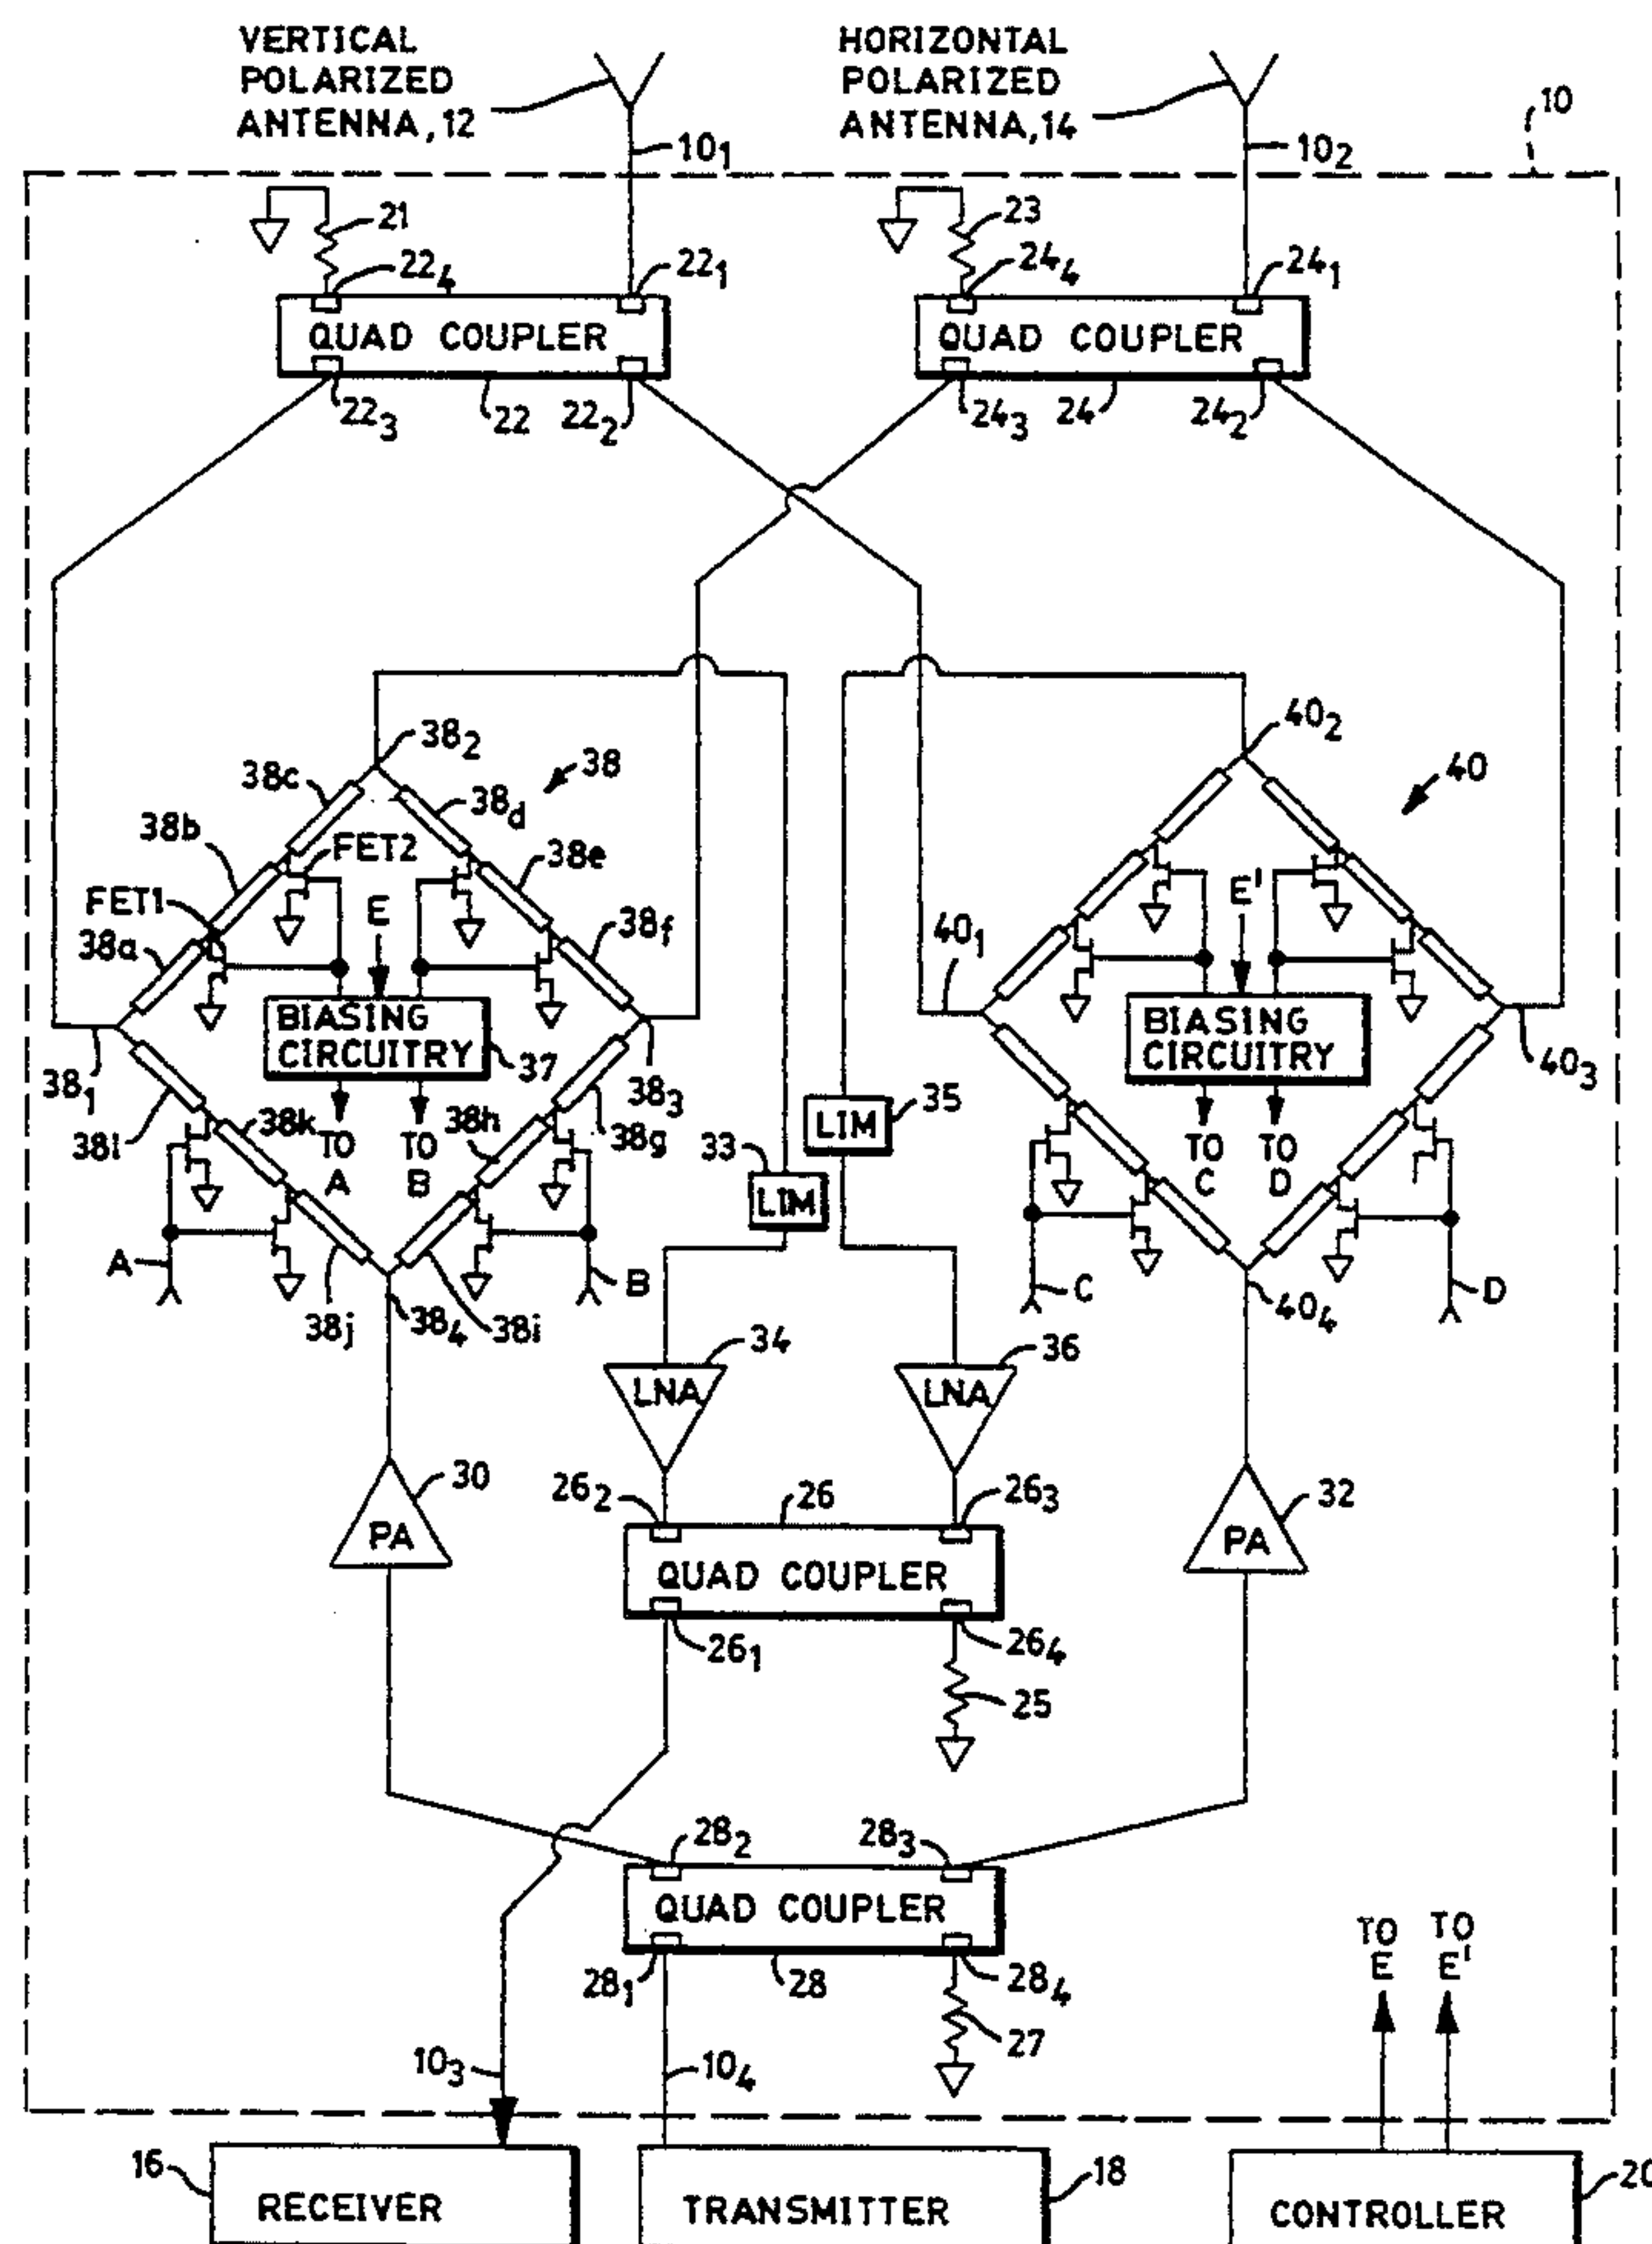 VERTICAL
POLARIZED
ANTENNA, 12
HORIZONTAL
POLARIZED
ANTENNA, 14
10₁
10₂
10
21
23
22₄
22₁
24₄
24₁
QUAD COUPLER
QUAD COUPLER
22₃
22
22₂
24₃
24
24₂
38₂
38
40₂
40
38c
38d
38b
FET2
38e
FET1
E
38f
E'
38a
40₁
BIASING
CIRCUITRY
37
BIASING
CIRCUITRY
38₁
38₃
40₃
38l
38k
TO
A
TO
B
38h
38g
33
LIM
35
LIM
TO
C
TO
D
A
B
C
D
38j
38₄
38i
40₄
34
LNA
36
LNA
30
PA
32
PA
26₂
26
26₃
QUAD COUPLER
26₁
26₄
25
28₂
28₃
QUAD COUPLER
28₁
28
28₄
27
TO
E
TO
E'
10₃
10₄
16
RECEIVER
18
TRANSMITTER
20
CONTROLLER